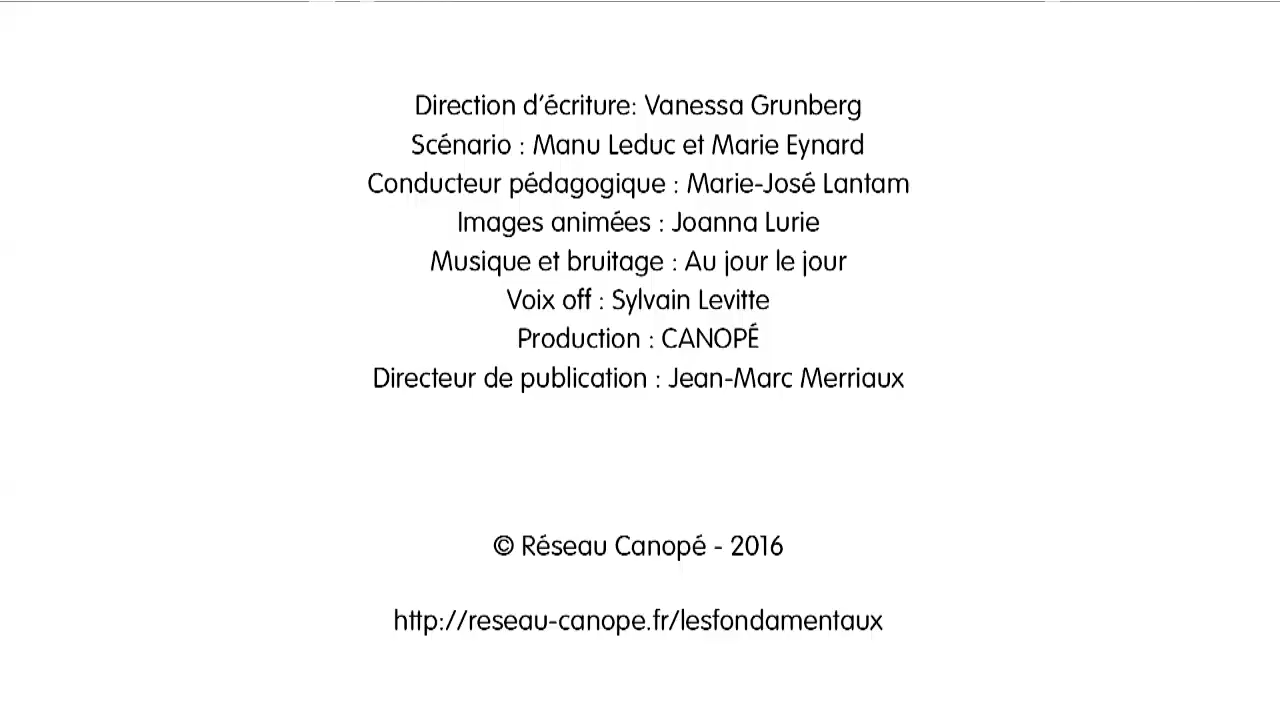 Direction d'écriture: Vanessa Grunberg
Scénario : Manu Leduc et Marie Eynard
Conducteur pédagogique : Marie-José Lantam
Images animées : Joanna Lurie
Musique et bruitage : Au jour le jour
Voix off : Sylvain Levitte
Production : CANOPÉ
Directeur de publication : Jean-Marc Merriaux
© Réseau Canopé - 2016
http://reseau-canope.fr/lesfondamentaux